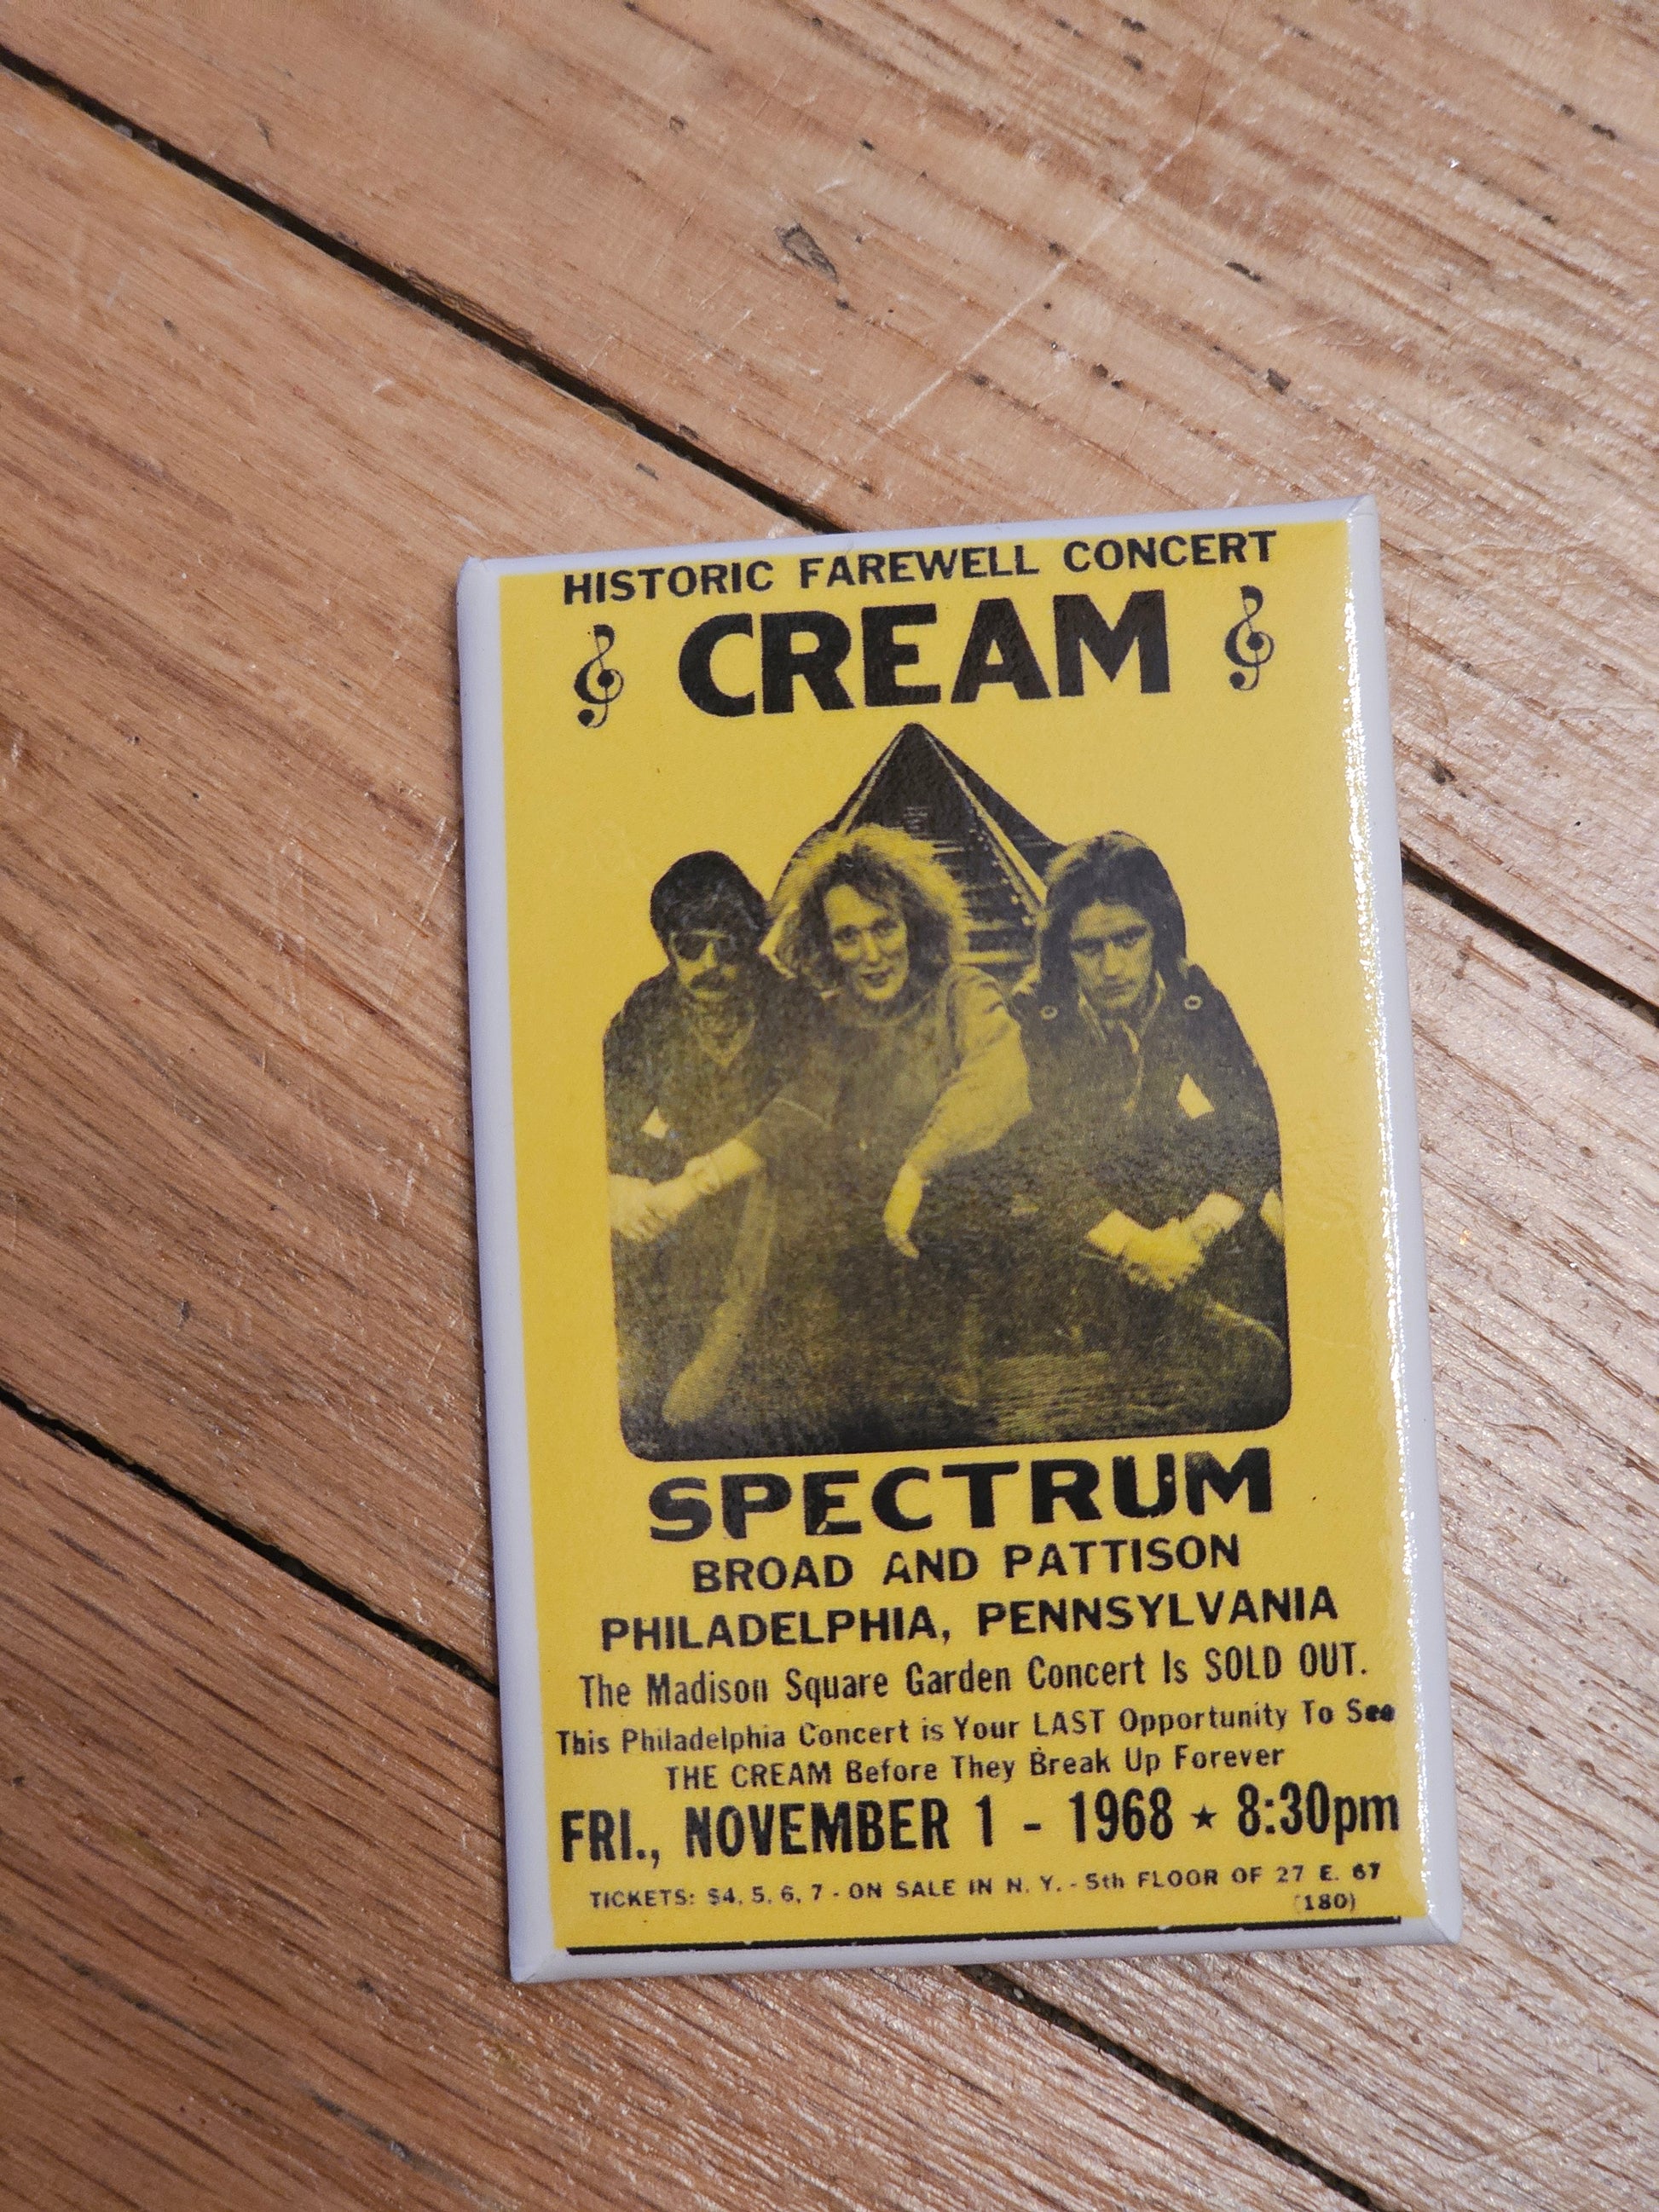 HISTORIC FAREWELL CONCERT
CREAM
SPECTRUM
BROAD AND PATTISON
PHILADELPHIA, PENNSYLVANIA
The Madison Square Garden Concert Is SOLD OUT.
This Philadelphia Concert is Your LAST Opportunity To See
THE CREAM Before They Break Up Forever
FRI., NOVEMBER 1 - 1968 ★ 8:30pm
TICKETS: $4, 5, 6, 7 - ON SALE IN N. Y. - 5th FLOOR OF 27 E. 67
(180)